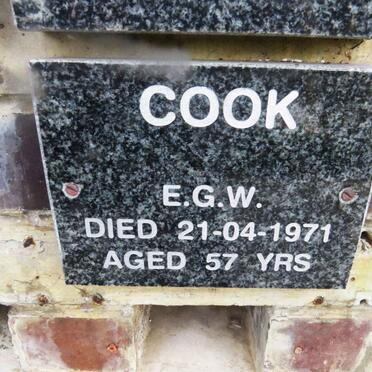 COOK
E.G.W.
DIED 21-04-1971
AGED 57 YRS